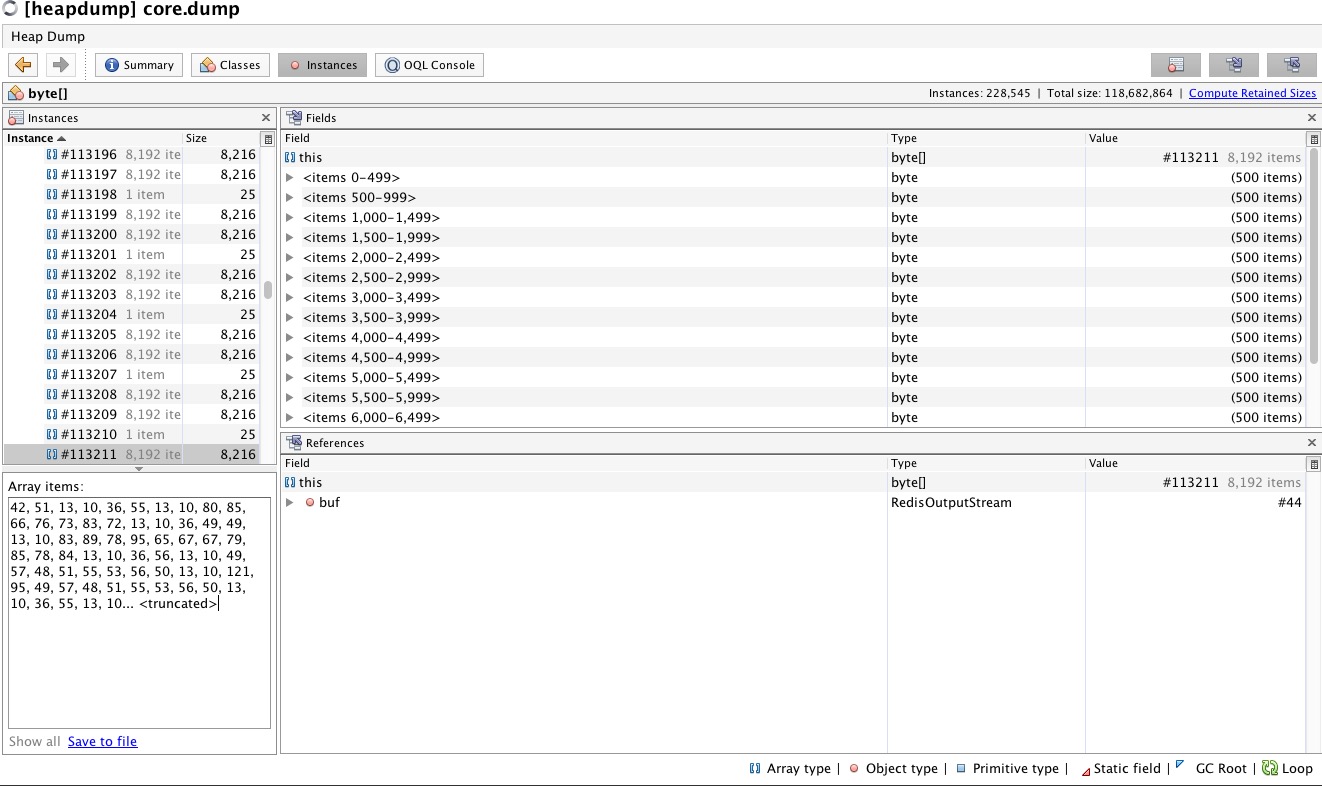 [heapdump] core.dump
Heap Dump
Summary Classes Instances OQL Console
byte[] Instances: 228,545 | Total size: 118,682,864 | Compute Retained Sizes
Instances
Instance Size
#113196 8,192 ite 8,216
#113197 8,192 ite 8,216
#113198 1 item 25
#113199 8,192 ite 8,216
#113200 8,192 ite 8,216
#113201 1 item 25
#113202 8,192 ite 8,216
#113203 8,192 ite 8,216
#113204 1 item 25
#113205 8,192 ite 8,216
#113206 8,192 ite 8,216
#113207 1 item 25
#113208 8,192 ite 8,216
#113209 8,192 ite 8,216
#113210 1 item 25
#113211 8,192 ite 8,216
Array items:
42, 51, 13, 10, 36, 55, 13, 10, 80, 85,
66, 76, 73, 83, 72, 13, 10, 36, 49, 49,
13, 10, 83, 89, 78, 95, 65, 67, 67, 79,
85, 78, 84, 13, 10, 36, 56, 13, 10, 49,
57, 48, 51, 55, 53, 56, 50, 13, 10, 121,
95, 49, 57, 48, 51, 55, 53, 56, 50, 13,
10, 36, 55, 13, 10... <truncated>
Show all Save to file
Fields
Field Type Value
this byte[] #113211 8,192 items
<items 0-499> byte (500 items)
<items 500-999> byte (500 items)
<items 1,000-1,499> byte (500 items)
<items 1,500-1,999> byte (500 items)
<items 2,000-2,499> byte (500 items)
<items 2,500-2,999> byte (500 items)
<items 3,000-3,499> byte (500 items)
<items 3,500-3,999> byte (500 items)
<items 4,000-4,499> byte (500 items)
<items 4,500-4,999> byte (500 items)
<items 5,000-5,499> byte (500 items)
<items 5,500-5,999> byte (500 items)
<items 6,000-6,499> byte (500 items)
References
Field Type Value
this byte[] #113211 8,192 items
buf RedisOutputStream #44
Array type | Object type | Primitive type | Static field | GC Root | Loop